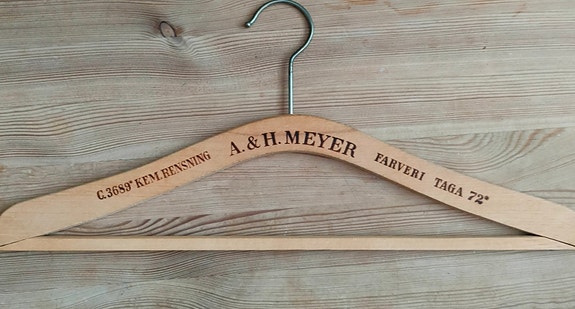 C.3689* KEM.RENSNING A. & H. MEYER FARVERI TAGA 72*